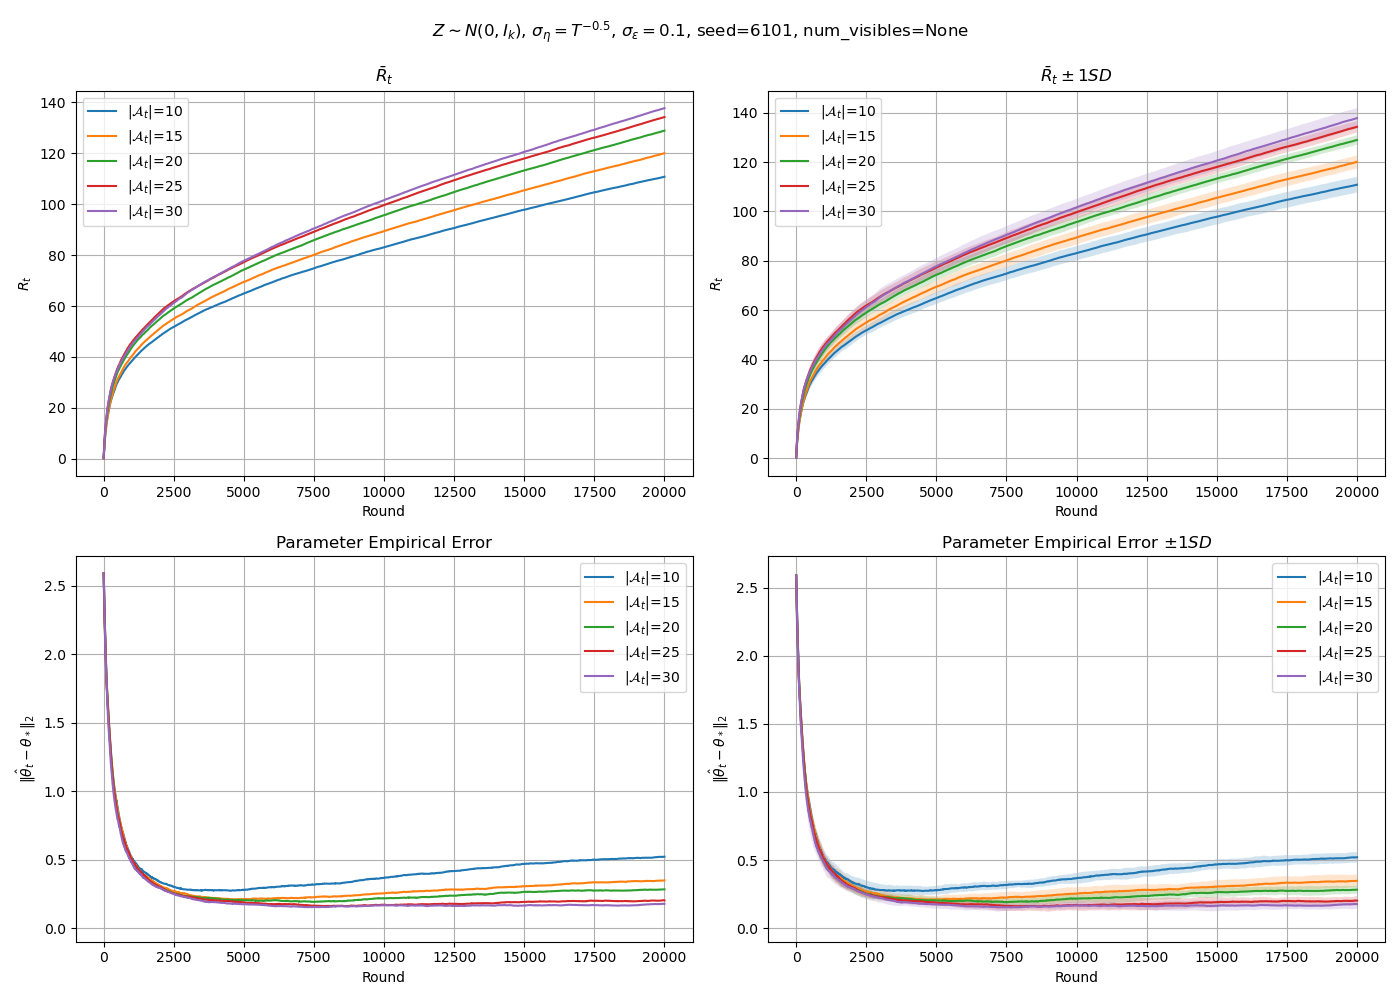 Z ∼ N(0, I_k), σ_η = T^{−0.5}, σ_ε = 0.1, seed=6101, num_visibles=None
R̄_t
R_t
140
120
100
80
60
40
20
0
|𝒜_t|=10
|𝒜_t|=15
|𝒜_t|=20
|𝒜_t|=25
|𝒜_t|=30
0 2500 5000 7500 10000 12500 15000 17500 20000
Round
R̄_t ± 1SD
R_t
140
120
100
80
60
40
20
0
|𝒜_t|=10
|𝒜_t|=15
|𝒜_t|=20
|𝒜_t|=25
|𝒜_t|=30
0 2500 5000 7500 10000 12500 15000 17500 20000
Round
Parameter Empirical Error
‖θ̂_t − θ_*‖_2
2.5
2.0
1.5
1.0
0.5
0.0
|𝒜_t|=10
|𝒜_t|=15
|𝒜_t|=20
|𝒜_t|=25
|𝒜_t|=30
0 2500 5000 7500 10000 12500 15000 17500 20000
Round
Parameter Empirical Error ±1SD
‖θ̂_t − θ_*‖_2
2.5
2.0
1.5
1.0
0.5
0.0
|𝒜_t|=10
|𝒜_t|=15
|𝒜_t|=20
|𝒜_t|=25
|𝒜_t|=30
0 2500 5000 7500 10000 12500 15000 17500 20000
Round